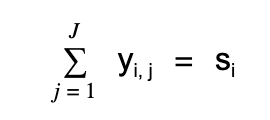 J
∑ y_{i, j} = s_i
j = 1